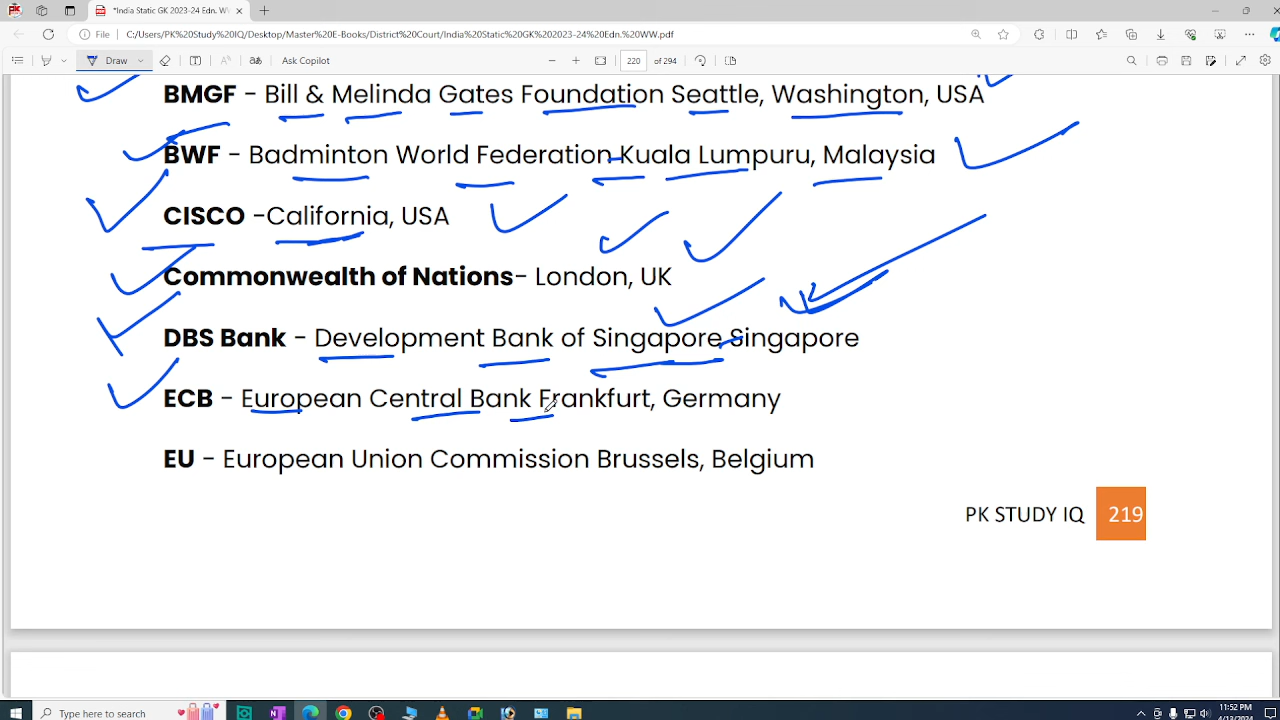 *India Static GK 2023-24 Edn. W
File
C:/Users/PK%20Study%20IQ/Desktop/Master%20E-Books/District%20Court/India%20Static%20GK%202023-24%20Edn.%20WW.pdf
Draw
Ask Copilot
220 of 294
BMGF - Bill & Melinda Gates Foundation Seattle, Washington, USA
BWF - Badminton World Federation Kuala Lumpuru, Malaysia
CISCO -California, USA
Commonwealth of Nations- London, UK
DBS Bank - Development Bank of Singapore Singapore
ECB - European Central Bank Frankfurt, Germany
EU - European Union Commission Brussels, Belgium
PK STUDY IQ 219
Type here to search
11:52 PM
4/13/2024